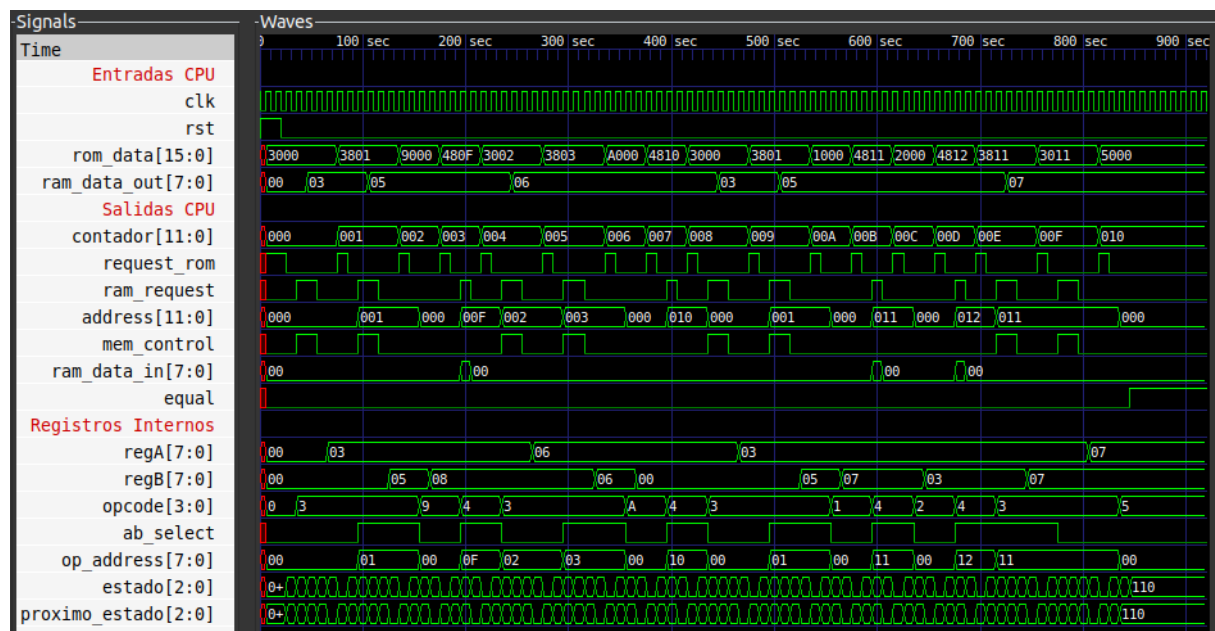 Signals Waves
Time 0 100 sec 200 sec 300 sec 400 sec 500 sec 600 sec 700 sec 800 sec 900 sec
Entradas CPU
clk
rst
rom_data[15:0] 3000 3801 9000 480F 3002 3803 A000 4810 3000 3801 1000 4811 2000 4812 3811 3011 5000
ram_data_out[7:0] 00 03 05 06 03 05 07
Salidas CPU
contador[11:0] 000 001 002 003 004 005 006 007 008 009 00A 00B 00C 00D 00E 00F 010
request_rom
ram_request
address[11:0] 000 001 000 00F 002 003 000 010 000 001 000 011 000 012 011 000
mem_control
ram_data_in[7:0] 00 00 00 00
equal
Registros Internos
regA[7:0] 00 03 06 03 07
regB[7:0] 00 05 08 06 00 05 07 03 07
opcode[3:0] 0 3 9 4 3 A 4 3 1 4 2 4 3 5
ab_select
op_address[7:0] 00 01 00 0F 02 03 00 10 00 01 00 11 00 12 11 00
estado[2:0] 0+ 110
proximo_estado[2:0] 0+ 110